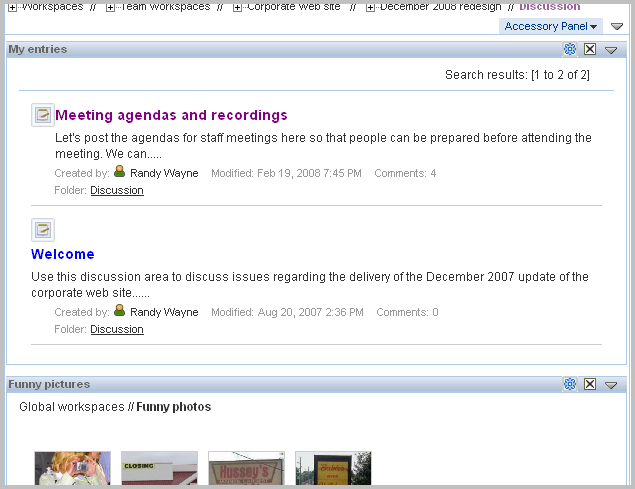 Workspaces // Team workspaces // Corporate web site // December 2008 redesign // Discussion
Accessory Panel
My entries
Search results: [1 to 2 of 2]
Meeting agendas and recordings
Let's post the agendas for staff meetings here so that people can be prepared before attending the
meeting. We can.....
Created by: Randy Wayne Modified: Feb 19, 2008 7:45 PM Comments: 4
Folder: Discussion
Welcome
Use this discussion area to discuss issues regarding the delivery of the December 2007 update of the
corporate web site......
Created by: Randy Wayne Modified: Aug 20, 2007 2:36 PM Comments: 0
Folder: Discussion
Funny pictures
Global workspaces // Funny photos
CLOSING
Hussey's